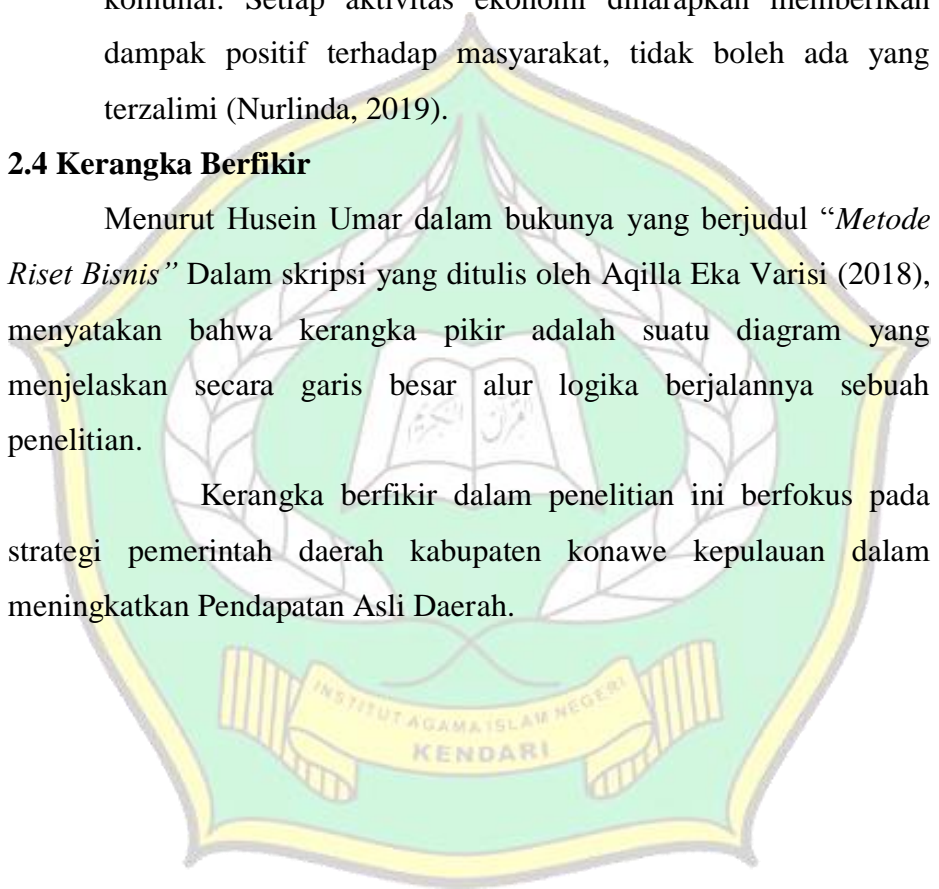 komunal. Setiap aktivitas ekonomi diharapkan memberikan
dampak positif terhadap masyarakat, tidak boleh ada yang
terzalimi (Nurlinda, 2019).
2.4 Kerangka Berfikir
Menurut Husein Umar dalam bukunya yang berjudul “Metode
Riset Bisnis” Dalam skripsi yang ditulis oleh Aqilla Eka Varisi (2018),
menyatakan bahwa kerangka pikir adalah suatu diagram yang
menjelaskan secara garis besar alur logika berjalannya sebuah
penelitian.
Kerangka berfikir dalam penelitian ini berfokus pada
strategi pemerintah daerah kabupaten konawe kepulauan dalam
meningkatkan Pendapatan Asli Daerah.
INSTITUT AGAMA ISLAM NEGERI
KENDARI